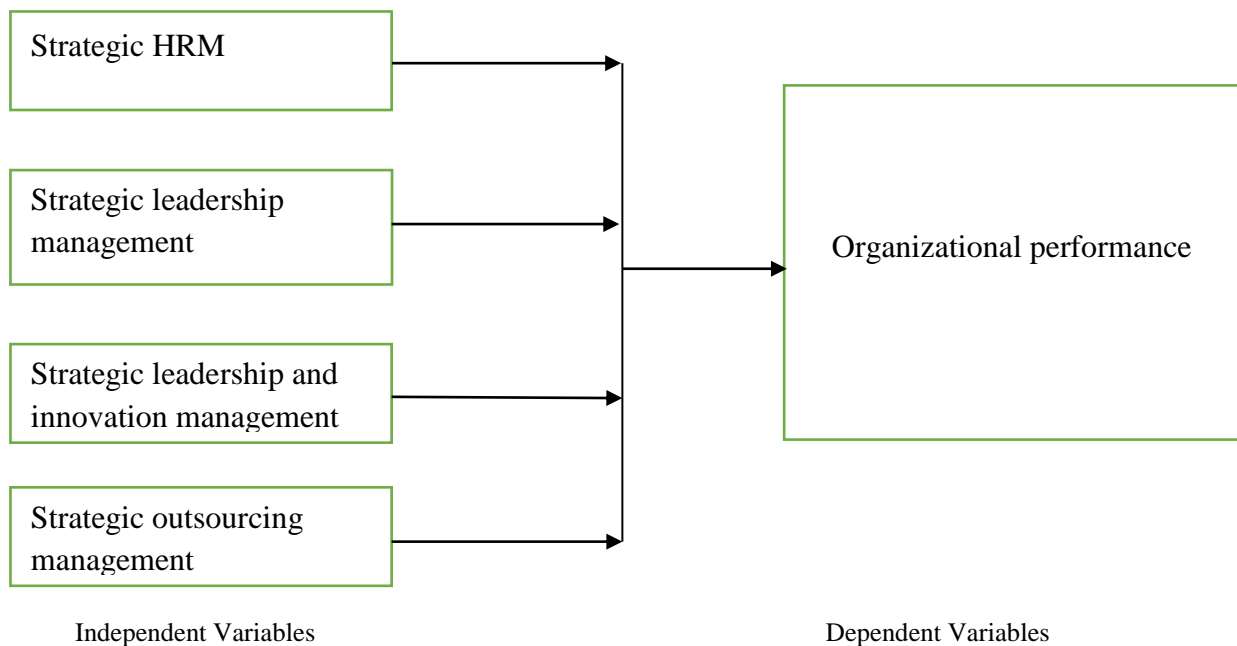 Strategic HRM
Strategic leadership
management
Organizational performance
Strategic leadership and
innovation management
Strategic outsourcing
management
Independent Variables
Dependent Variables